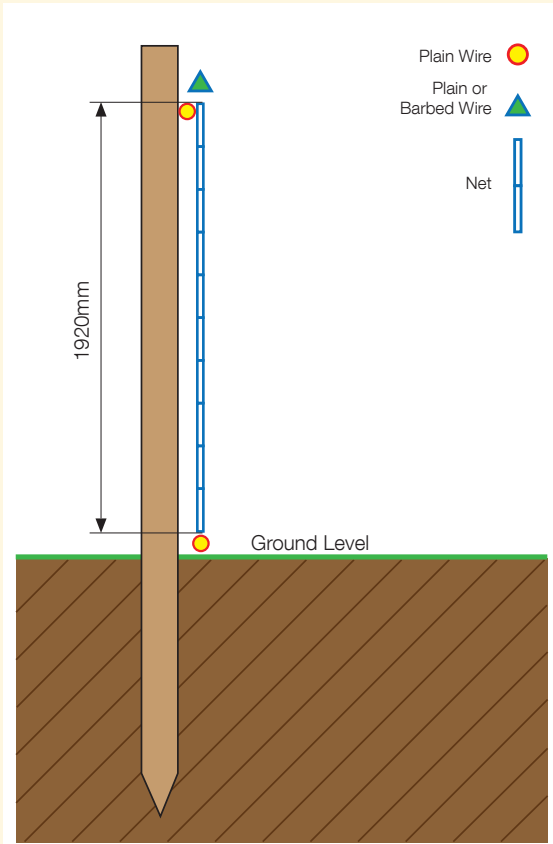 Plain Wire
Plain or
Barbed Wire
Net
1920mm
Ground Level